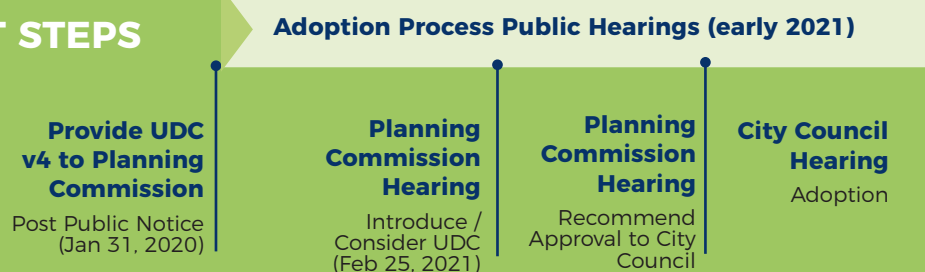 STEPS
Adoption Process Public Hearings (early 2021)
Provide UDC
v4 to Planning
Commission
Post Public Notice
(Jan 31, 2020)
Planning
Commission
Hearing
Introduce /
Consider UDC
(Feb 25, 2021)
Planning
Commission
Hearing
Recommend
Approval to City
Council
City Council
Hearing
Adoption